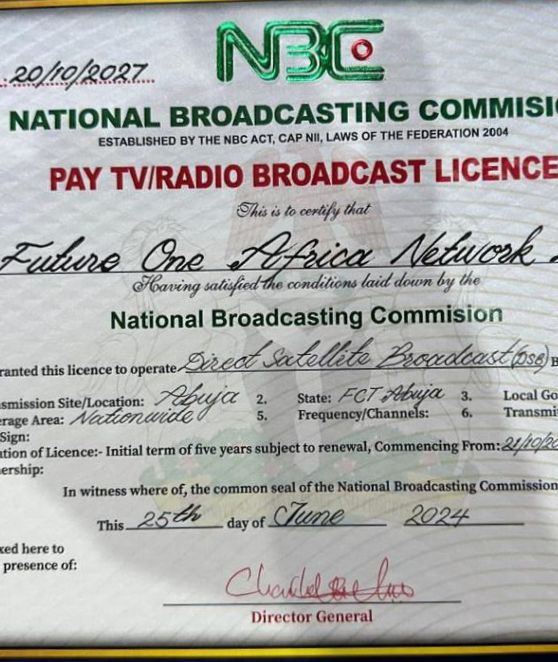 20/10/2027
NBC
NATIONAL BROADCASTING COMMISI
ESTABLISHED BY THE NBC ACT, CAP NII, LAWS OF THE FEDERATION 2004
PAY TV/RADIO BROADCAST LICENCE
This is to certify that
Future One Africa Network
Having satisfied the conditions laid down by the
National Broadcasting Commision
ranted this licence to operate Direct Satellite Broadcast (DSB) B
smission Site/Location: Abuja 2. State: FCT Abuja 3. Local Go
erage Area: Nationwide 5. Frequency/Channels: 6. Transmi
Sign:
ation of Licence:- Initial term of five years subject to renewal, Commencing From: 21/10/20
ership:
In witness where of, the common seal of the National Broadcasting Commission
This 25th day of June 2024
xed here to
presence of:
Director General